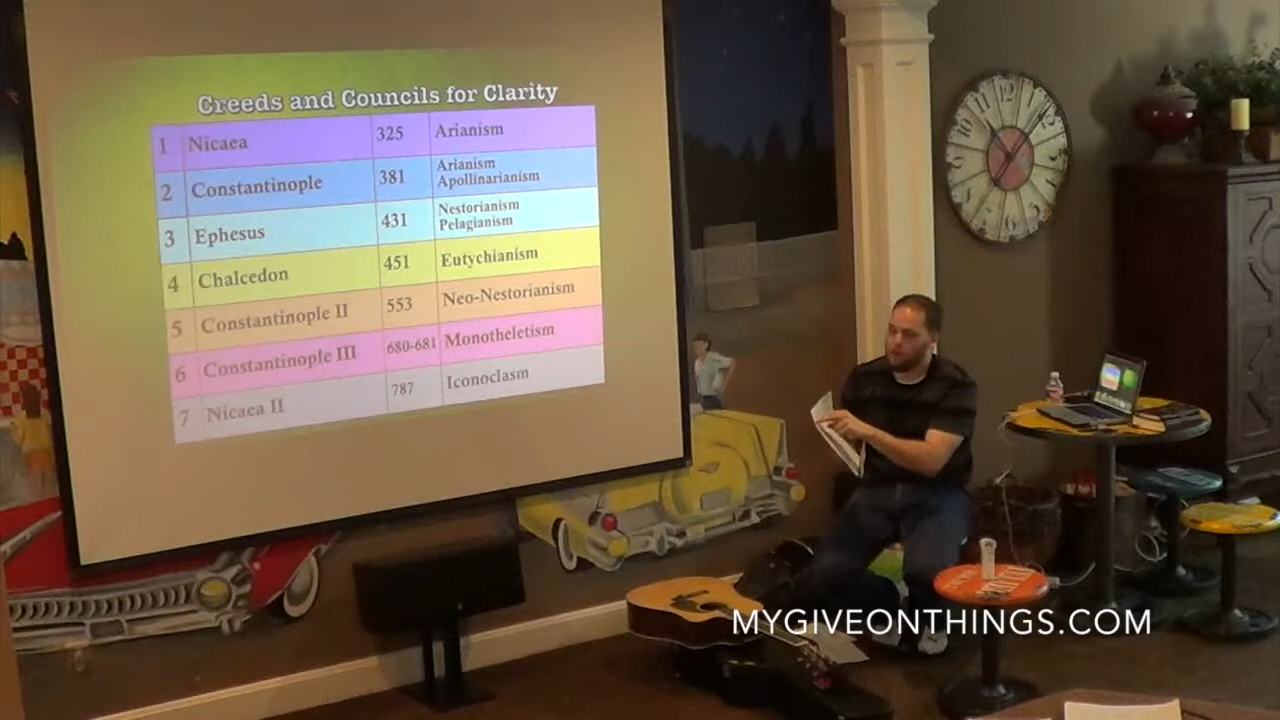 Creeds and Councils for Clarity
1 Nicaea 325 Arianism
2 Constantinople 381 Arianism Apollinarianism
3 Ephesus 431 Nestorianism Pelagianism
4 Chalcedon 451 Eutychianism
5 Constantinople II 553 Neo-Nestorianism
6 Constantinople III 680-681 Monotheletism
7 Nicaea II 787 Iconoclasm
MYGIVEONTHINGS.COM